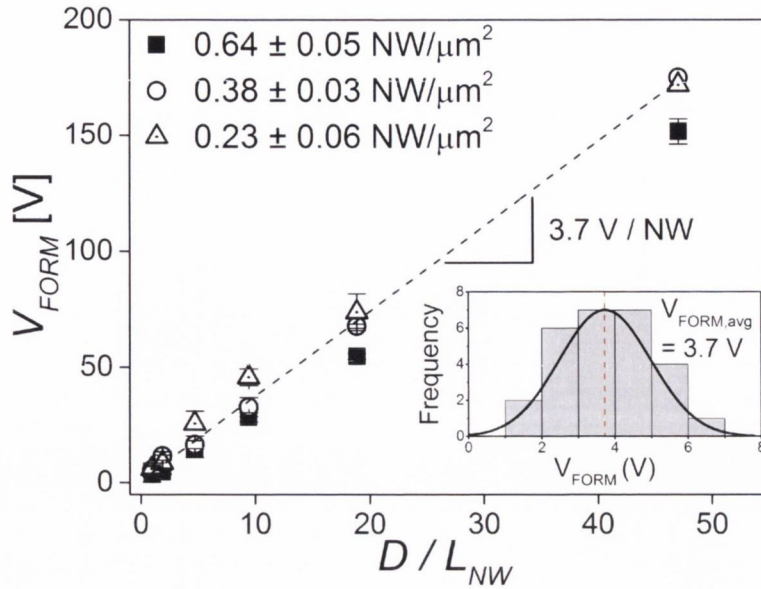 200
150
100
50
0
V_FORM [V]
0.64 ± 0.05 NW/μm²
0.38 ± 0.03 NW/μm²
0.23 ± 0.06 NW/μm²
3.7 V / NW
8
6
4
2
0
Frequency
V_FORM,avg
= 3.7 V
0 2 4 6 8
V_FORM (V)
0 10 20 30 40 50
D / L_NW